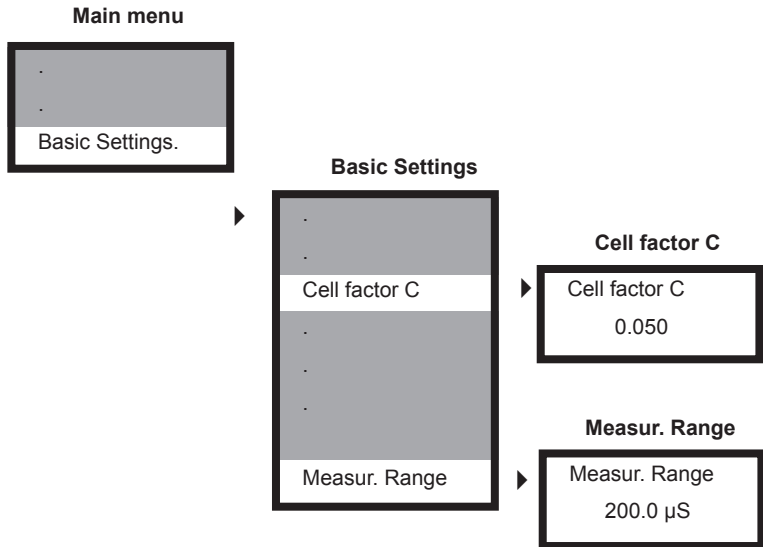 Main menu
.
.
Basic Settings.
Basic Settings
.
.
Cell factor C
.
.
.
Measur. Range
Cell factor C
Cell factor C
0.050
Measur. Range
Measur. Range
200.0 µS